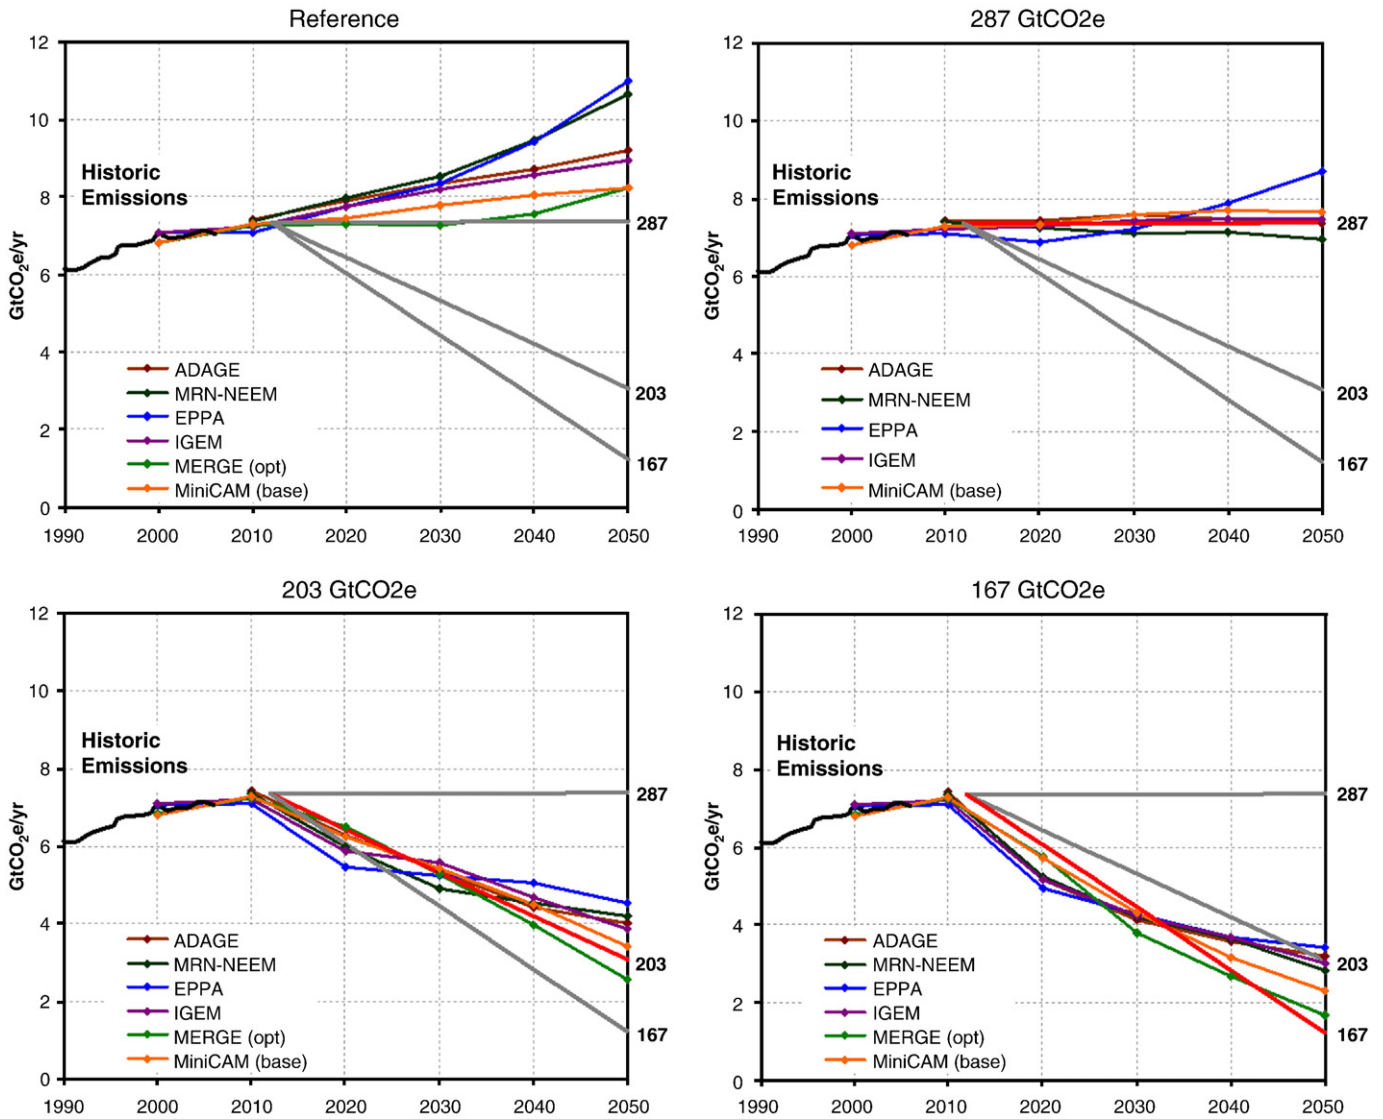 Reference
12
10
8
6
4
2
0
GtCO2e/yr
Historic
Emissions
ADAGE
MRN-NEEM
EPPA
IGEM
MERGE (opt)
MiniCAM (base)
287
203
167
1990 2000 2010 2020 2030 2040 2050
287 GtCO2e
12
10
8
6
4
2
0
GtCO2e/yr
Historic
Emissions
ADAGE
MRN-NEEM
EPPA
IGEM
MiniCAM (base)
287
203
167
1990 2000 2010 2020 2030 2040 2050
203 GtCO2e
12
10
8
6
4
2
0
GtCO2e/yr
Historic
Emissions
ADAGE
MRN-NEEM
EPPA
IGEM
MERGE (opt)
MiniCAM (base)
287
203
167
1990 2000 2010 2020 2030 2040 2050
167 GtCO2e
12
10
8
6
4
2
0
GtCO2e/yr
Historic
Emissions
ADAGE
MRN-NEEM
EPPA
IGEM
MERGE (opt)
MiniCAM (base)
287
203
167
1990 2000 2010 2020 2030 2040 2050